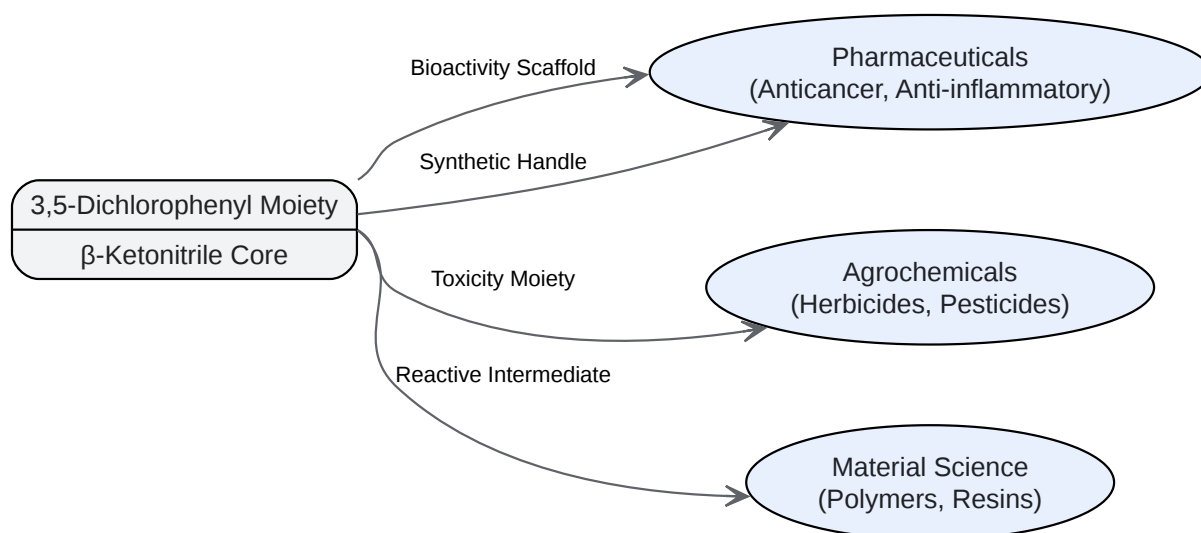 3,5-Dichlorophenyl Moiety
β-Ketonitrile Core
Bioactivity Scaffold
Synthetic Handle
Toxicity Moiety
Reactive Intermediate
Pharmaceuticals
(Anticancer, Anti-inflammatory)
Agrochemicals
(Herbicides, Pesticides)
Material Science
(Polymers, Resins)